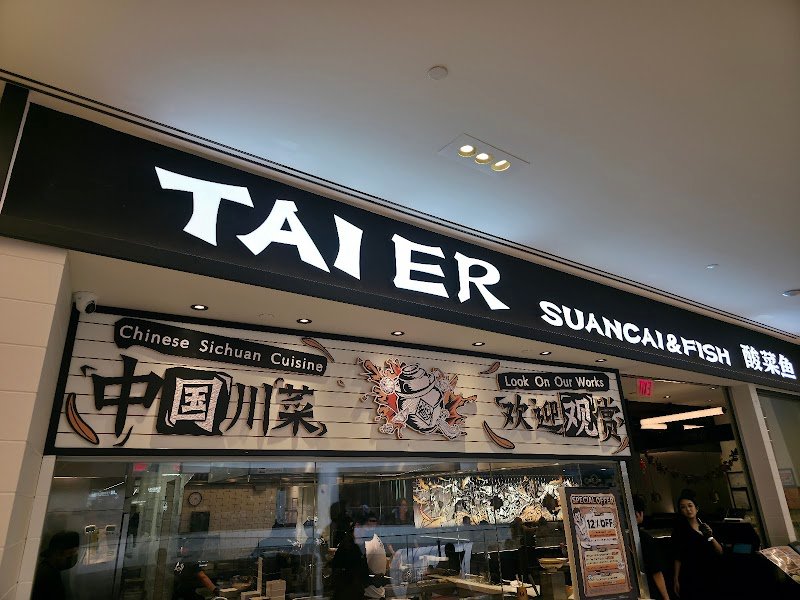 TAI ER SUANCAI&FISH 酸菜鱼
Chinese Sichuan Cuisine
中国川菜
Look On Our Works
欢迎观赏
SPECIAL OFFER